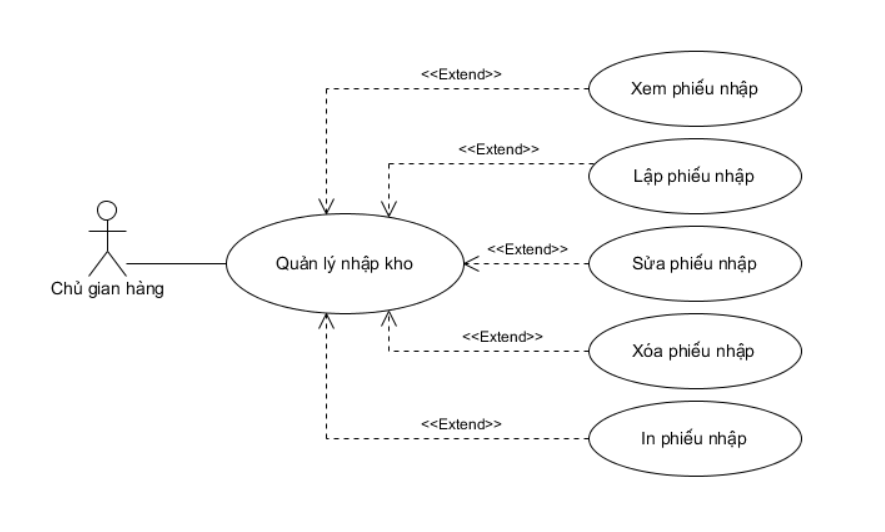 <<Extend>>
Xem phiếu nhập
<<Extend>>
Lập phiếu nhập
Chủ gian hàng
Quản lý nhập kho
<<Extend>>
Sửa phiếu nhập
<<Extend>>
Xóa phiếu nhập
<<Extend>>
In phiếu nhập